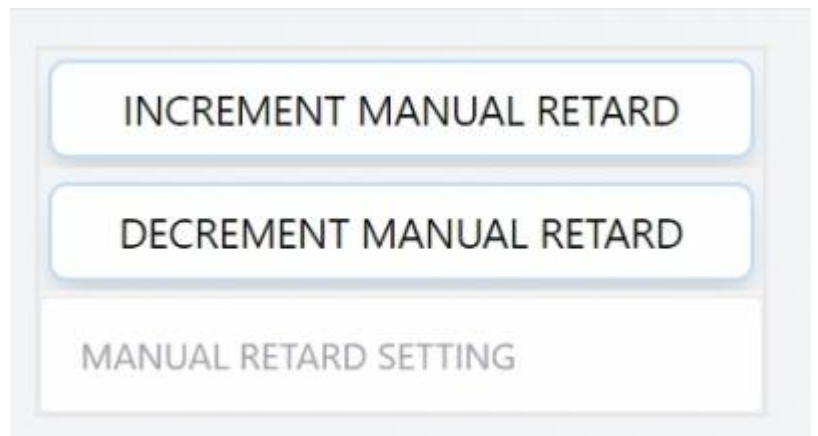 INCREMENT MANUAL RETARD
DECREMENT MANUAL RETARD
MANUAL RETARD SETTING